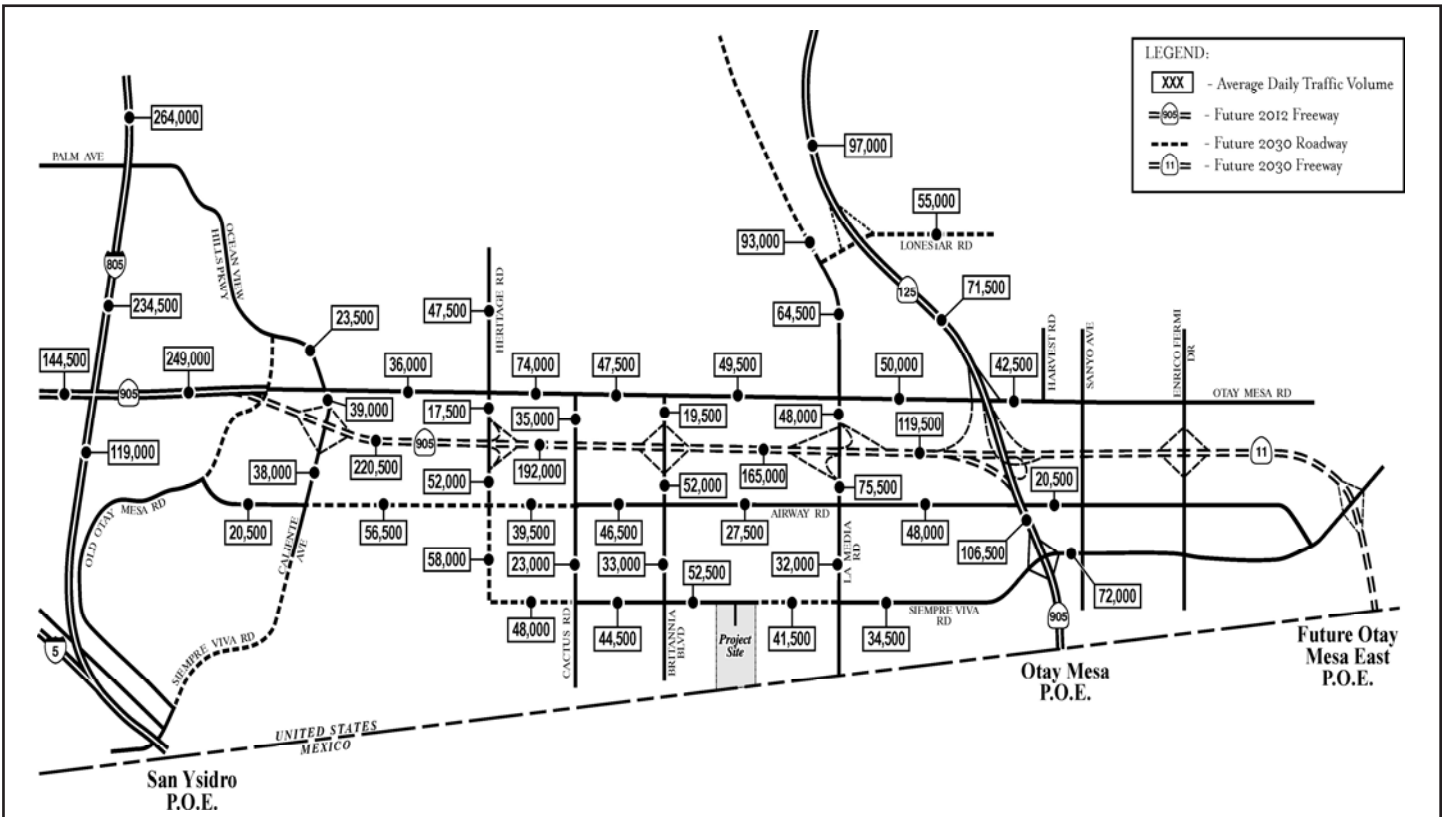 LEGEND:
XXX - Average Daily Traffic Volume
905 - Future 2012 Freeway
- Future 2030 Roadway
11 - Future 2030 Freeway
264,000
97,000
PALM AVE
55,000
OCEAN VIEW
HILLS PKWY
93,000
LONESTAR RD
805
HERITAGE RD
125
71,500
234,500
47,500
64,500
23,500
HARVEST RD
SANYO AVE
ENRICO FERMI
DR
144,500
249,000
36,000
74,000
47,500
49,500
50,000
42,500
905
OTAY MESA RD
39,000
17,500
35,000
19,500
48,000
119,500
905
11
119,000
38,000
220,500
52,000
192,000
52,000
165,000
75,500
20,500
OLD OTAY MESA RD
AIRWAY RD
20,500
56,500
39,500
46,500
27,500
48,000
CALIENTE
AVE
LA MEDIA
RD
106,500
58,000
23,000
33,000
52,500
32,000
72,000
SIEMPRE VIVA
RD
905
48,000
CACTUS RD
44,500
BRITANNIA
BLVD
Project
Site
41,500
34,500
SIEMPRE VIVA RD
5
Future Otay
Mesa East
P.O.E.
Otay Mesa
P.O.E.
UNITED STATES
MEXICO
San Ysidro
P.O.E.